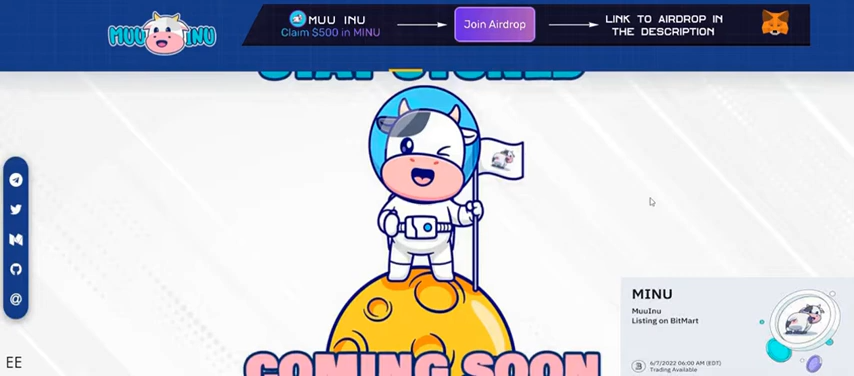 MUU INU
MUU INU
Claim $500 in MINU
Join Airdrop
LINK TO AIRDROP IN
THE DESCRIPTION
COMING SOON
MINU
MuuInu
Listing on BitMart
6/7/2022 06:00 AM (EDT)
Trading Available
EE